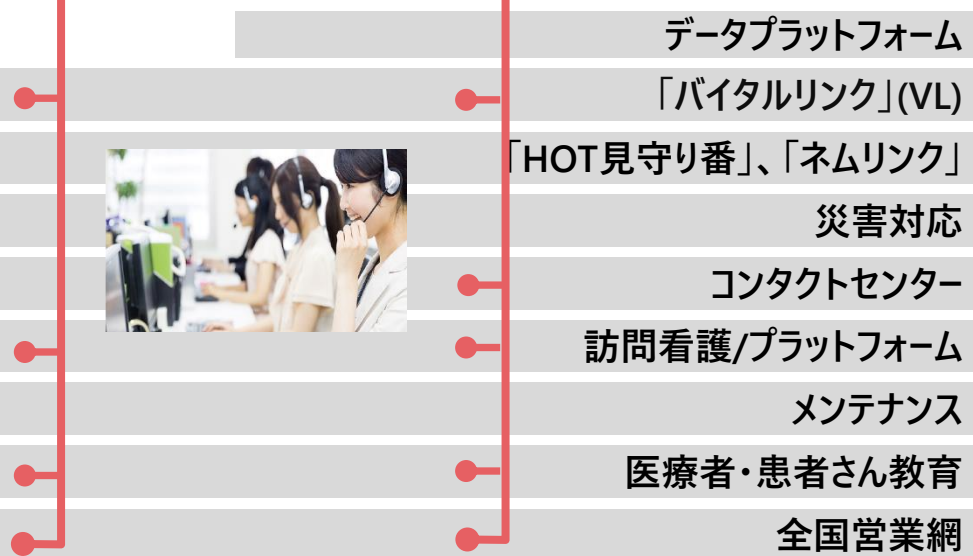 データプラットフォーム
「バイタルリンク」(VL)
「HOT見守り番」、「ネムリンク」
災害対応
コンタクトセンター
訪問看護/プラットフォーム
メンテナンス
医療者・患者さん教育
全国営業網